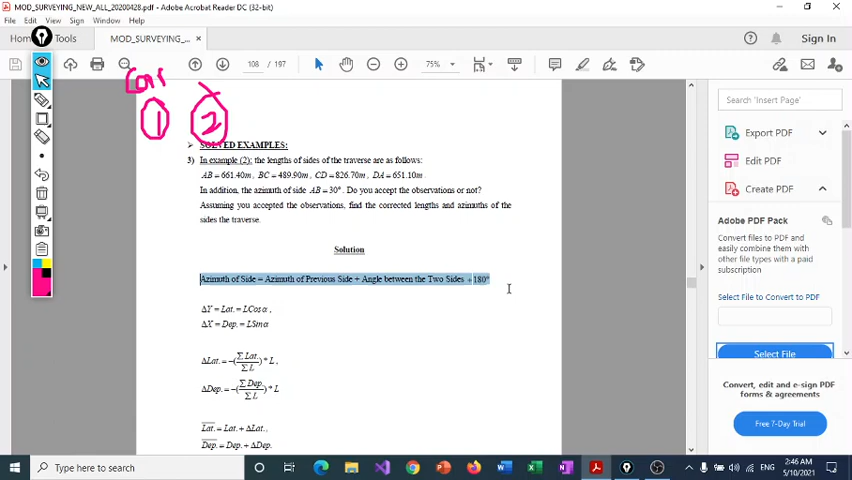 MOD_SURVEYING_NEW_ALL_20200428.pdf - Adobe Acrobat Reader DC (32-bit)
File Edit View Sign Window Help
Tools
MOD_SURVEYING_...
Sign In
108 / 197
75%
1 2
SOLVED EXAMPLES:
3) In example (2): the lengths of sides of the traverse are as follows:
AB = 661.40m , BC = 489.90m , CD = 826.70m , DA = 651.10m
In addition, the azimuth of side AB = 30°. Do you accept the observations or not?
Assuming you accepted the observations, find the corrected lengths and azimuths of the
sides the traverse.
Solution
Azimuth of Side = Azimuth of Previous Side + Angle between the Two Sides + 180°
ΔY = Lat. = LCos α ,
ΔX = Dep. = LSin α
ΔLat. = -(∑ Lat. / ∑ L) * L ,
ΔDep. = -(∑ Dep. / ∑ L) * L
Lat. = Lat. + ΔLat. ,
Dep. = Dep. + ΔDep.
Search 'Insert Page'
Export PDF
Edit PDF
Create PDF
Adobe PDF Pack
Convert files to PDF
and easily combine them
with other file types with a
paid subscription
Select File to Convert to PDF
Select File
Convert, edit and e-sign PDF
forms & agreements
Free 7-Day Trial
Type here to search
ENG
2:46 AM
5/10/2021